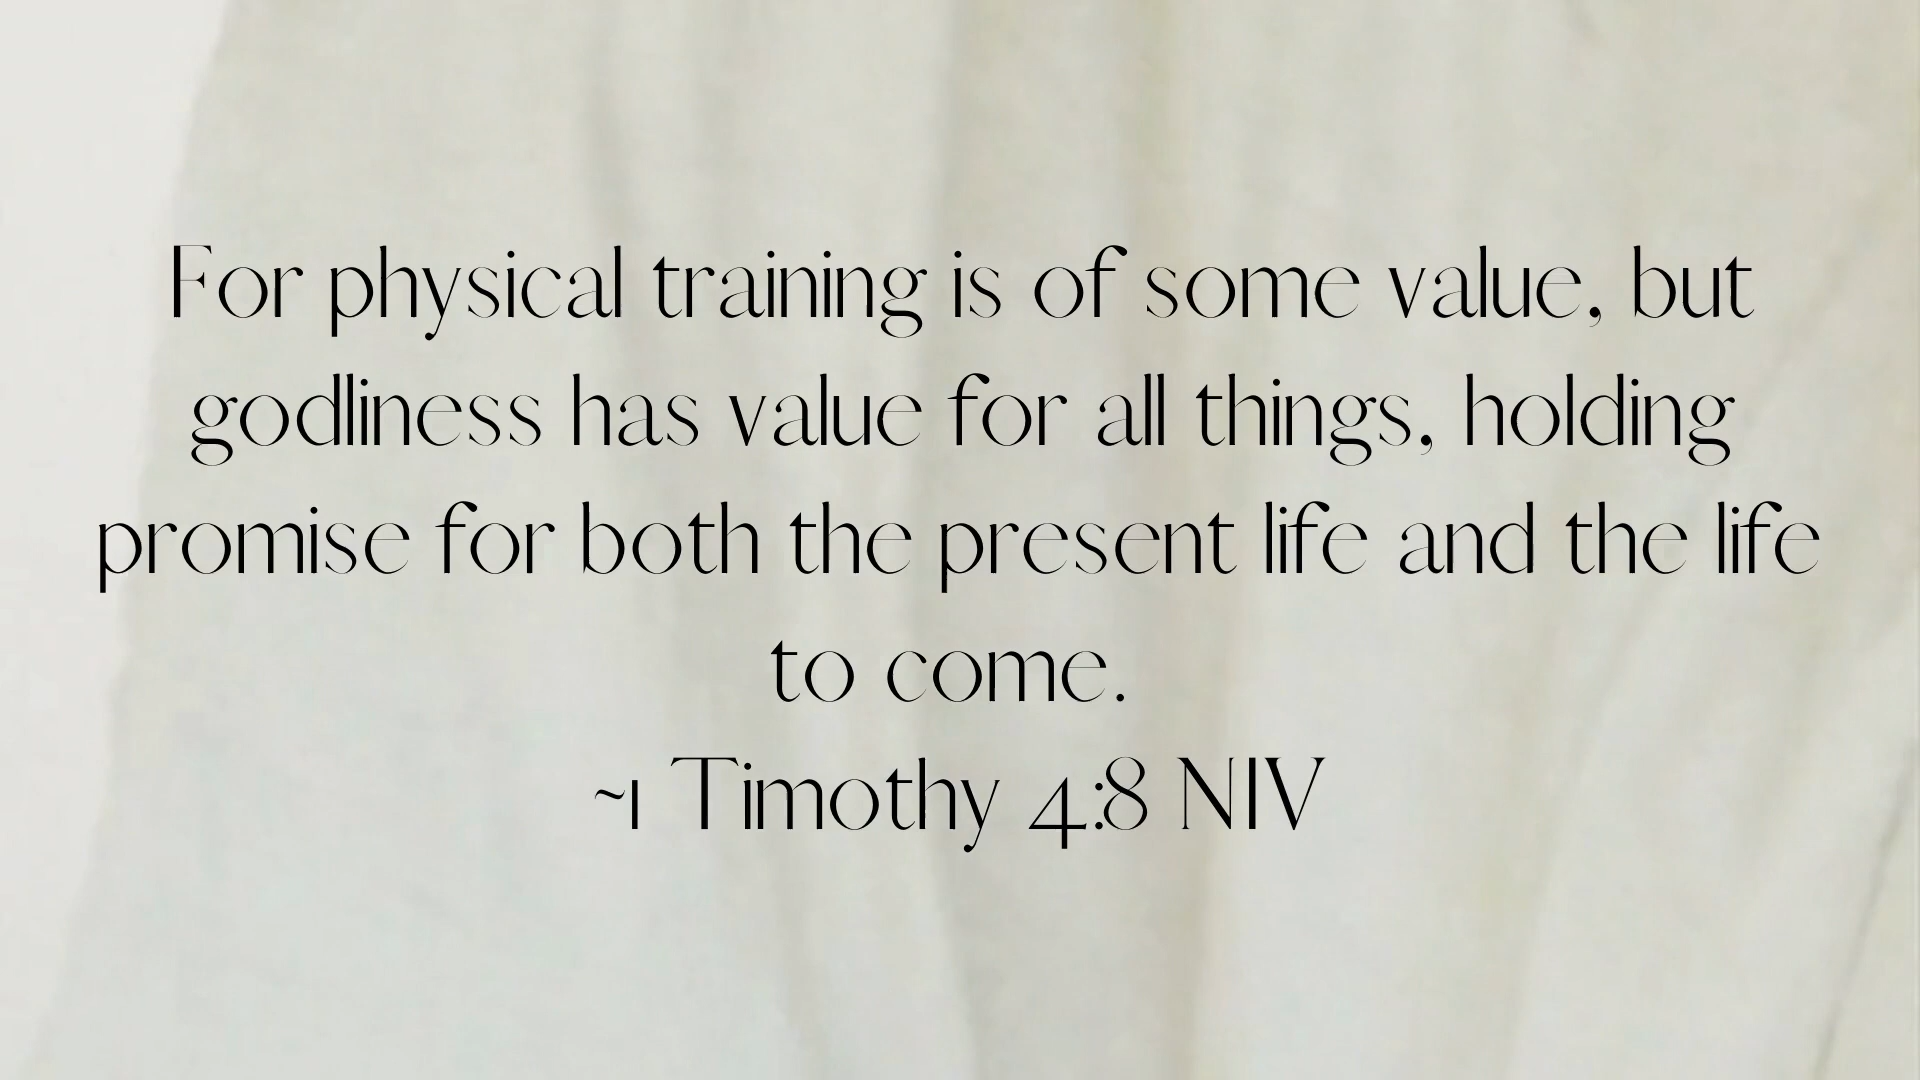 For physical training is of some value, but
godliness has value for all things, holding
promise for both the present life and the life
to come.
~1 Timothy 4:8 NIV